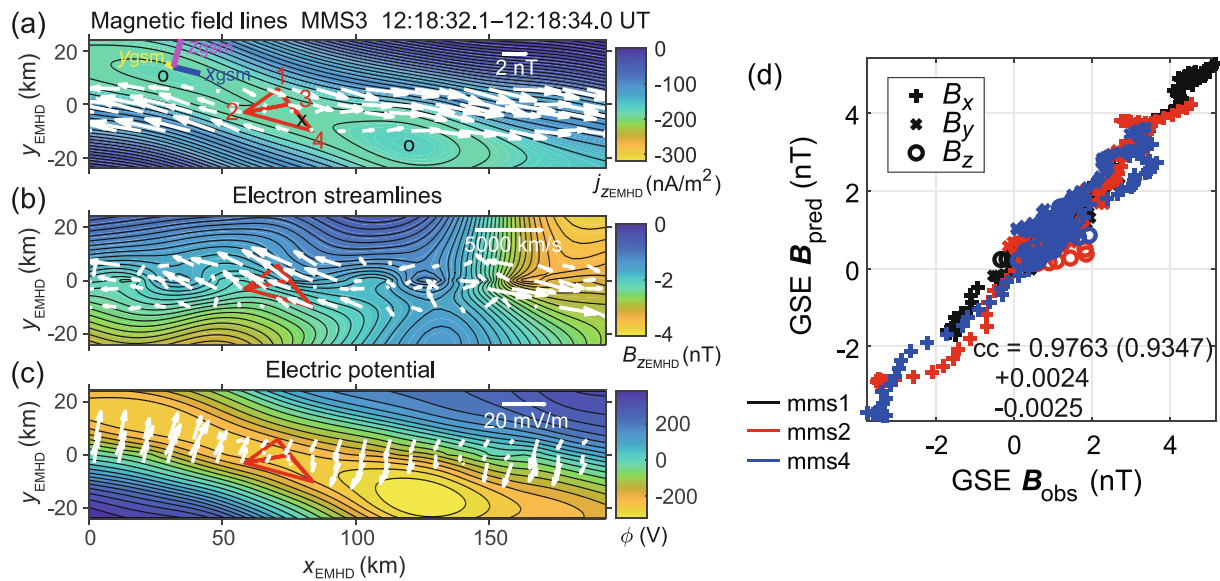 (a) Magnetic field lines MMS3 12:18:32.1–12:18:34.0 UT
y_EMHD (km)
20
0
-20
ygsm
zgsm
xgsm
o
1
2
3
4
x
o
2 nT
0
-100
-200
-300
j_ZEMHD (nA/m²)
(b) Electron streamlines
y_EMHD (km)
20
0
-20
5000 km/s
0
-2
-4
B_ZEMHD (nT)
(c) Electric potential
y_EMHD (km)
20
0
-20
20 mV/m
200
0
-200
ϕ (V)
0 50 100 150
x_EMHD (km)
(d)
B_x
B_y
B_z
GSE B_pred (nT)
4
2
0
-2
cc = 0.9763 (0.9347)
+0.0024
-0.0025
mms1
mms2
mms4
-2 0 2 4
GSE B_obs (nT)